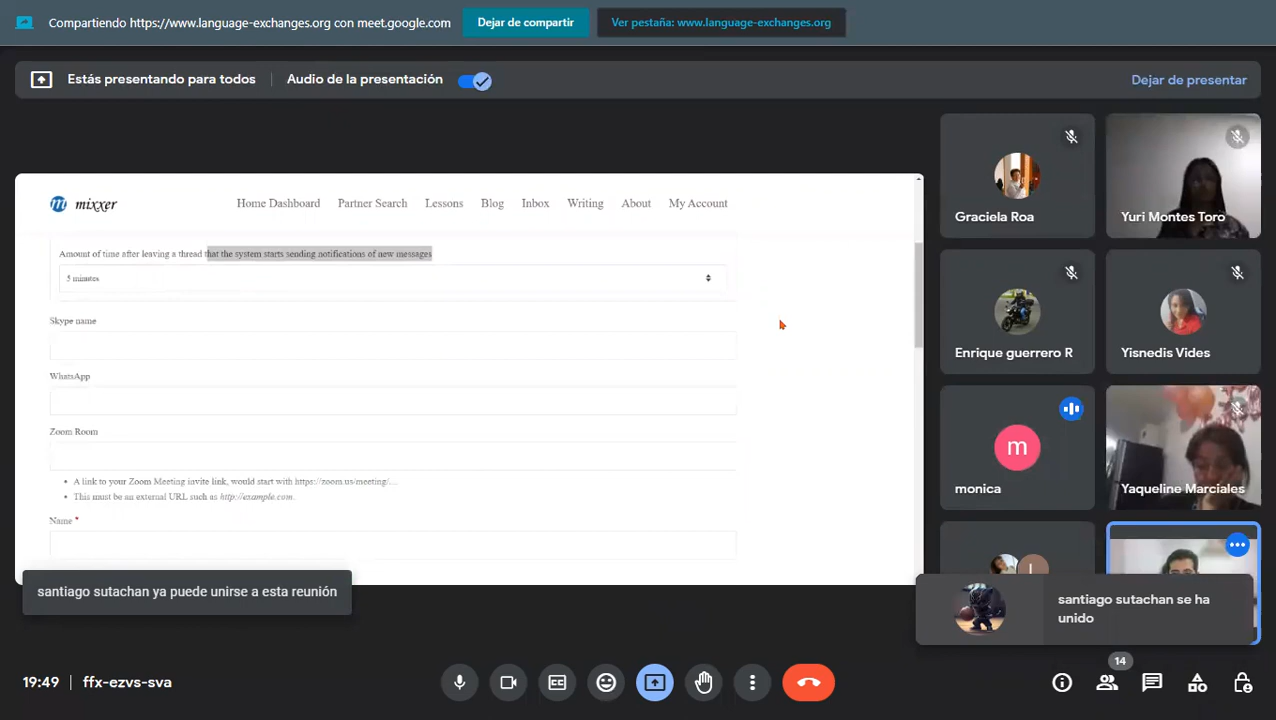 Compartiendo https://www.language-exchanges.org con meet.google.com
Dejar de compartir
Ver pestaña: www.language-exchanges.org
Estás presentando para todos
Audio de la presentación
Dejar de presentar
m mixxer
Home Dashboard
Partner Search
Lessons
Blog
Inbox
Writing
About
My Account
Amount of time after leaving a thread that the system starts sending notifications of new messages
5 minutes
Skype name
WhatsApp
Zoom Room
A link to your Zoom Meeting invite link, would start with https://zoom.us/meeting/...
This must be an external URL such as http://example.com.
Name *
Graciela Roa
Yuri Montes Toro
Enrique guerrero R
Yisnedis Vides
m
monica
Yaqueline Marciales
L
santiago sutachan ya puede unirse a esta reunión
santiago sutachan se ha
unido
19:49 | ffx-ezvs-sva
CC
14